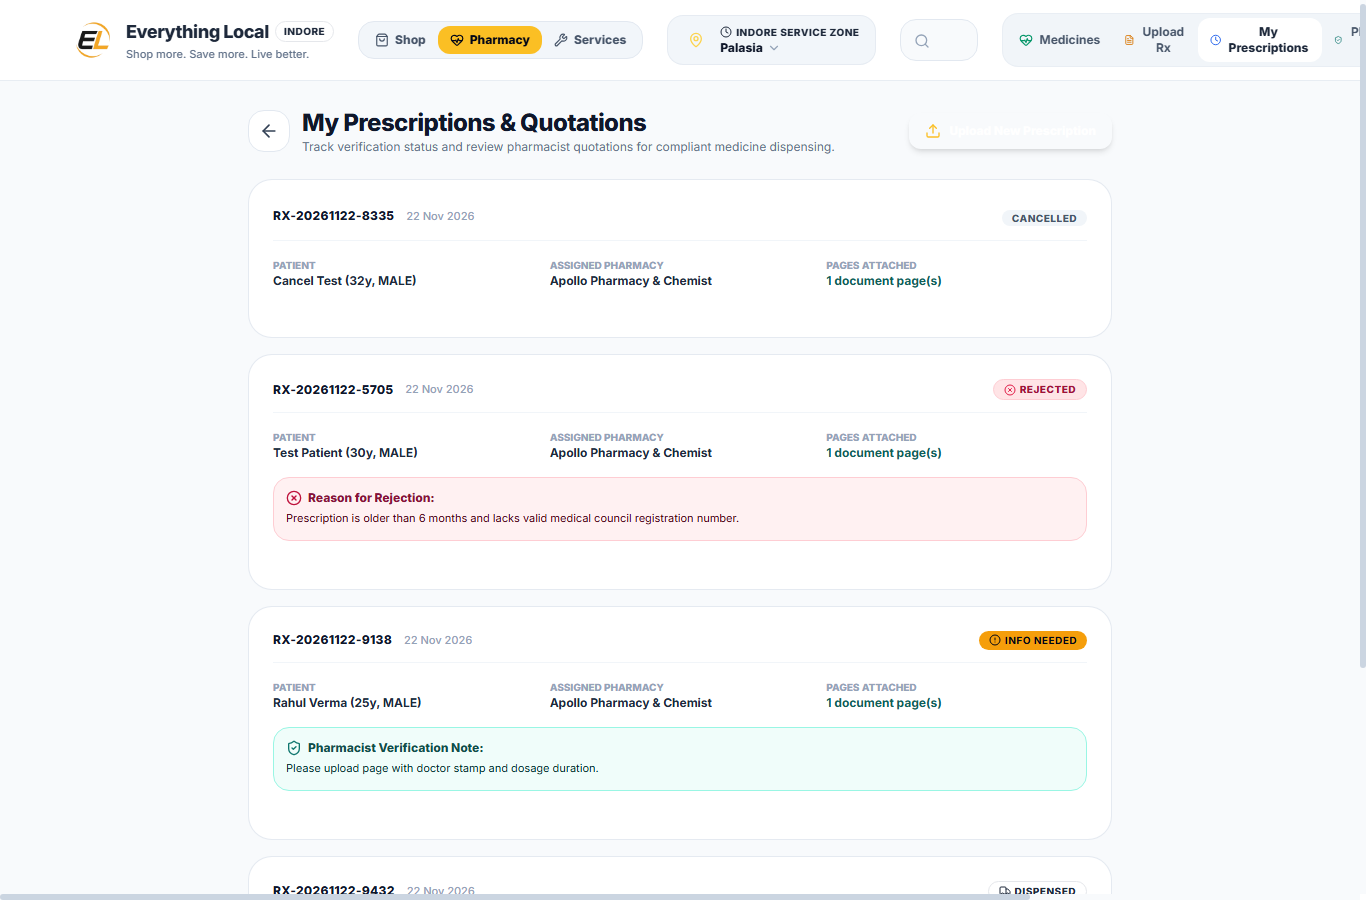 EL Everything Local INDORE
Shop more. Save more. Live better.
Shop
Pharmacy
Services
INDORE SERVICE ZONE
Palasia
Medicines
Upload
Rx
My
Prescriptions
My Prescriptions & Quotations
Track verification status and review pharmacist quotations for compliant medicine dispensing.
Upload New Prescription
RX-20261122-8335 22 Nov 2026
CANCELLED
PATIENT
Cancel Test (32y, MALE)
ASSIGNED PHARMACY
Apollo Pharmacy & Chemist
PAGES ATTACHED
1 document page(s)
RX-20261122-5705 22 Nov 2026
REJECTED
PATIENT
Test Patient (30y, MALE)
ASSIGNED PHARMACY
Apollo Pharmacy & Chemist
PAGES ATTACHED
1 document page(s)
Reason for Rejection:
Prescription is older than 6 months and lacks valid medical council registration number.
RX-20261122-9138 22 Nov 2026
INFO NEEDED
PATIENT
Rahul Verma (25y, MALE)
ASSIGNED PHARMACY
Apollo Pharmacy & Chemist
PAGES ATTACHED
1 document page(s)
Pharmacist Verification Note:
Please upload page with doctor stamp and dosage duration.
RX-20261122-9432 22 Nov 2026
DISPENSED